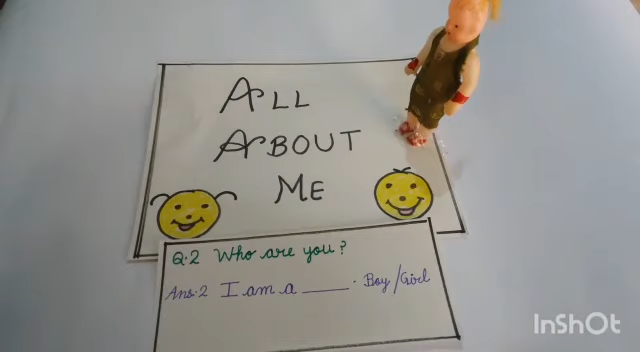 ALL
ABOUT
ME
Q.2 Who are you?
Ans.2 I am a ____. Boy/Girl
InShOt